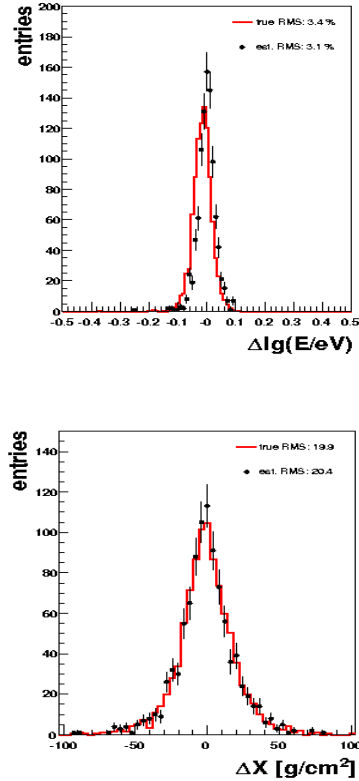 entries
200
180
160
140
120
100
80
60
40
20
0
true RMS: 3.4 %
est. RMS: 3.1 %
-0.5 -0.4 -0.3 -0.2 -0.1 -0 0.1 0.2 0.3 0.4 0.5
Δlg(E/eV)
entries
140
120
100
80
60
40
20
0
true RMS: 19.9
est. RMS: 20.4
-100 -50 0 50 100
ΔX [g/cm²]